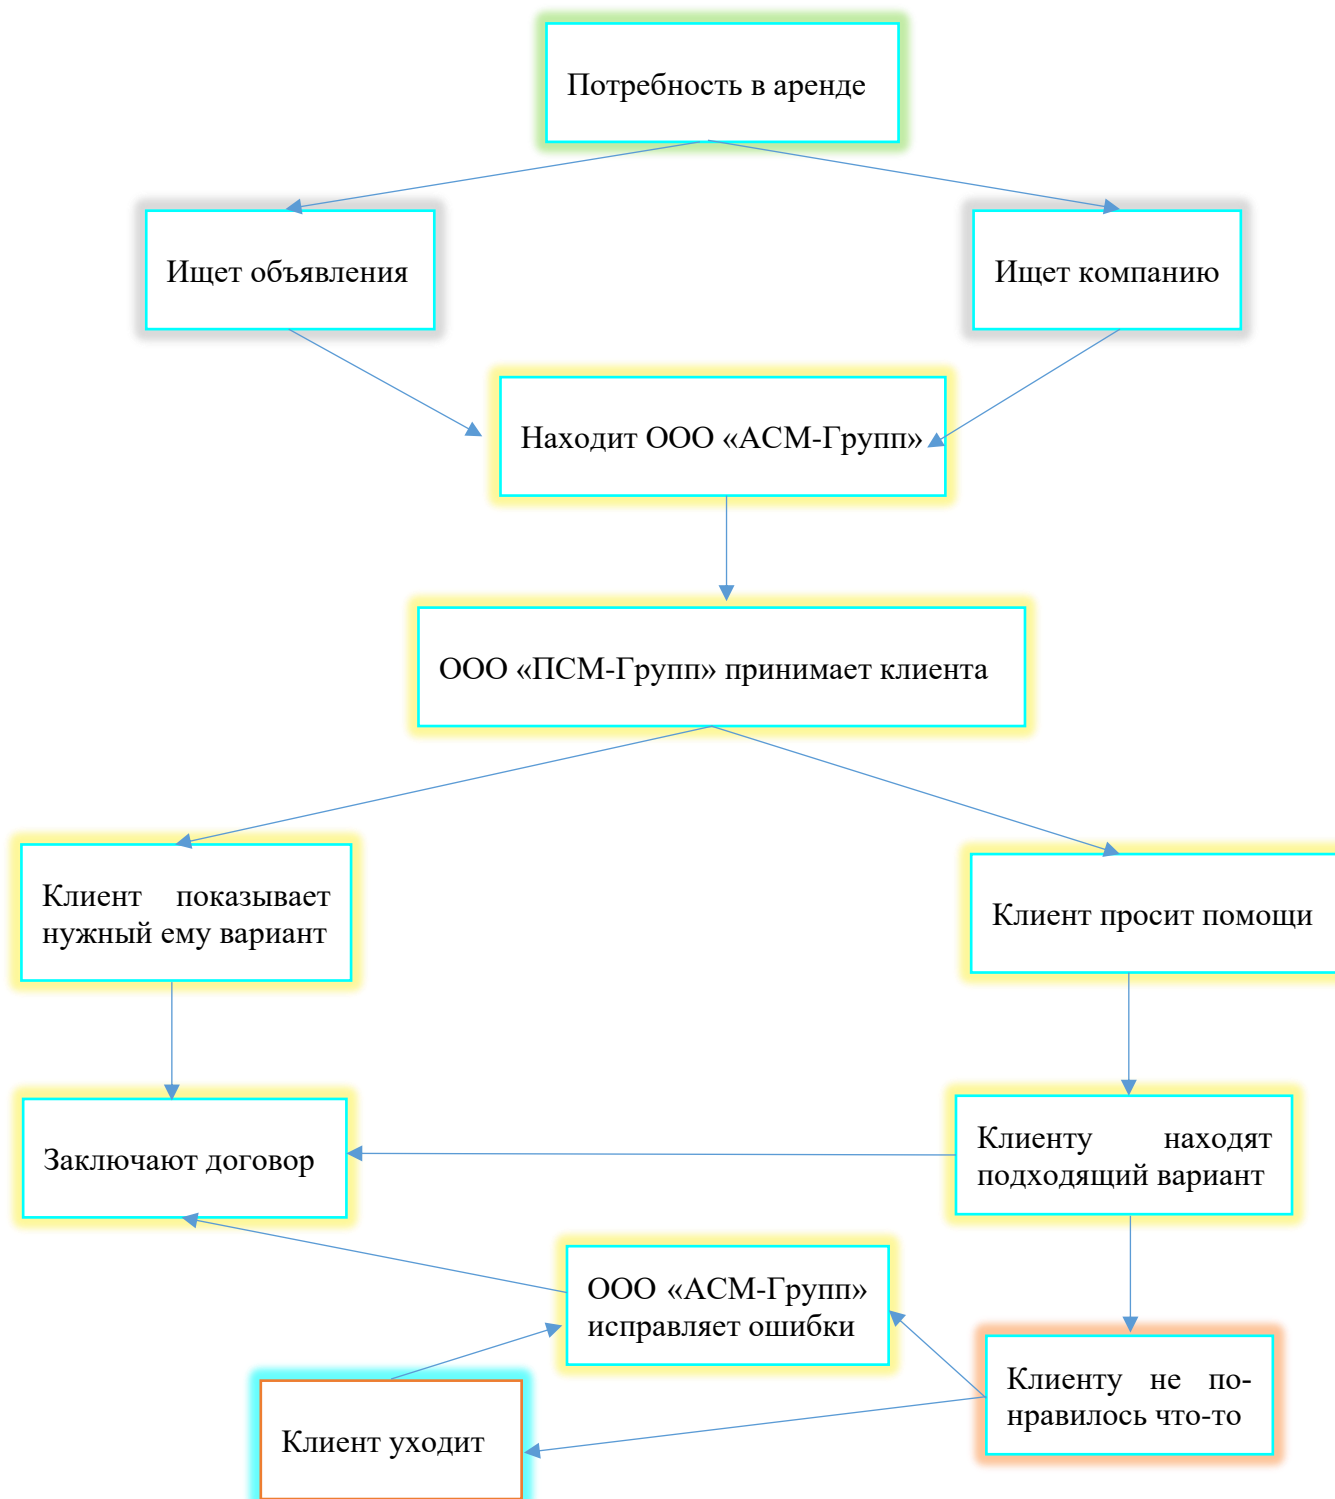 Потребность в аренде
Ищет объявления
Ищет компанию
Находит ООО «АСМ-Групп»
ООО «ПСМ-Групп» принимает клиента
Клиент показывает
нужный ему вариант
Клиент просит помощи
Заключают договор
Клиенту находят
подходящий вариант
ООО «АСМ-Групп»
исправляет ошибки
Клиенту не по-
нравилось что-то
Клиент уходит